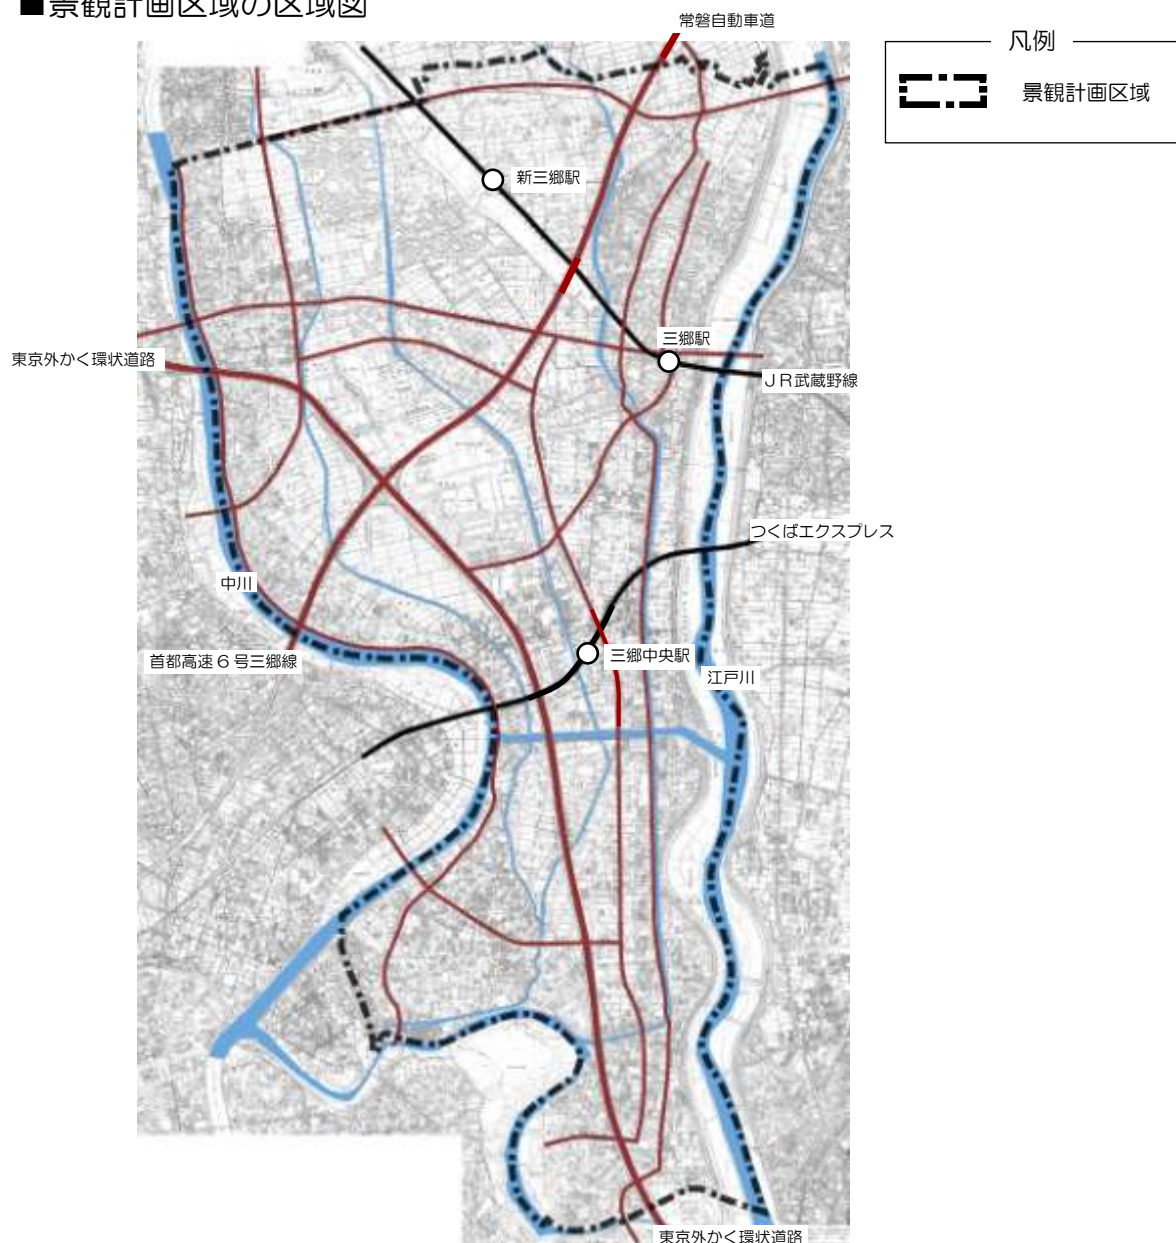 ■景観計画区域の区域図
常磐自動車道
凡例
景観計画区域
新三郷駅
三郷駅
東京外かく環状道路
ＪＲ武蔵野線
つくばエクスプレス
中川
首都高速６号三郷線
三郷中央駅
江戸川
東京外かく環状道路